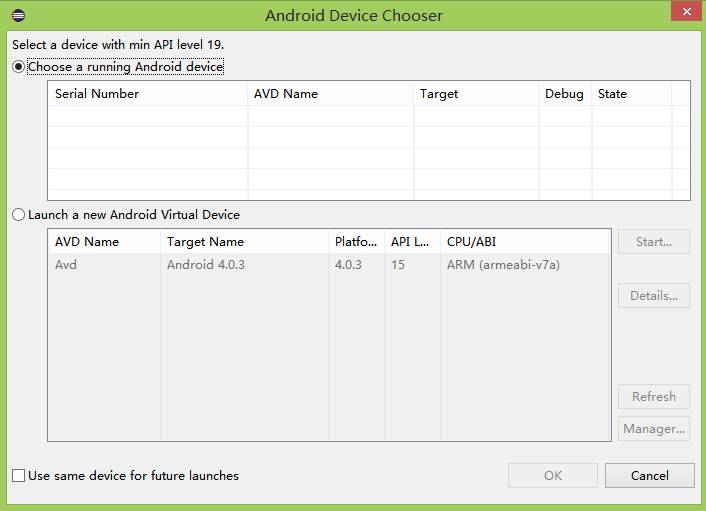 Android Device Chooser
Select a device with min API level 19.
Choose a running Android device
Serial Number AVD Name Target Debug State
Launch a new Android Virtual Device
AVD Name Target Name Platfo... API L... CPU/ABI
Avd Android 4.0.3 4.0.3 15 ARM (armeabi-v7a)
Start...
Details...
Refresh
Manager...
Use same device for future launches
OK Cancel